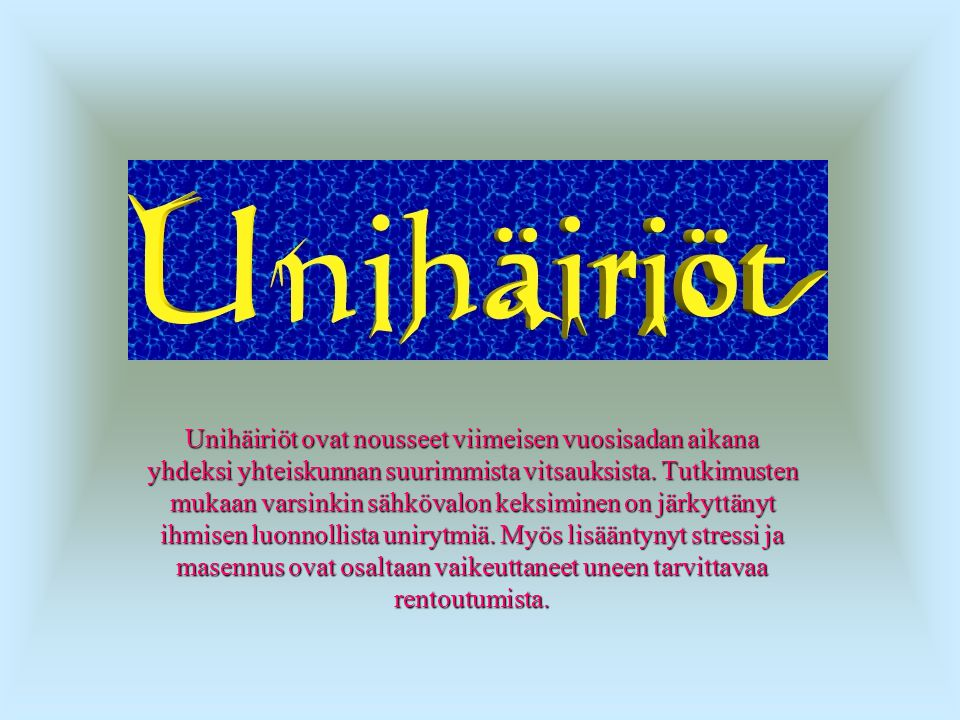 Unihäiriöt
Unihäiriöt ovat nousseet viimeisen vuosisadan aikana
yhdeksi yhteiskunnan suurimmista vitsauksista. Tutkimusten
mukaan varsinkin sähkövalon keksiminen on järkyttänyt
ihmisen luonnollista unirytmiä. Myös lisääntynyt stressi ja
masennus ovat osaltaan vaikeuttaneet uneen tarvittavaa
rentoutumista.